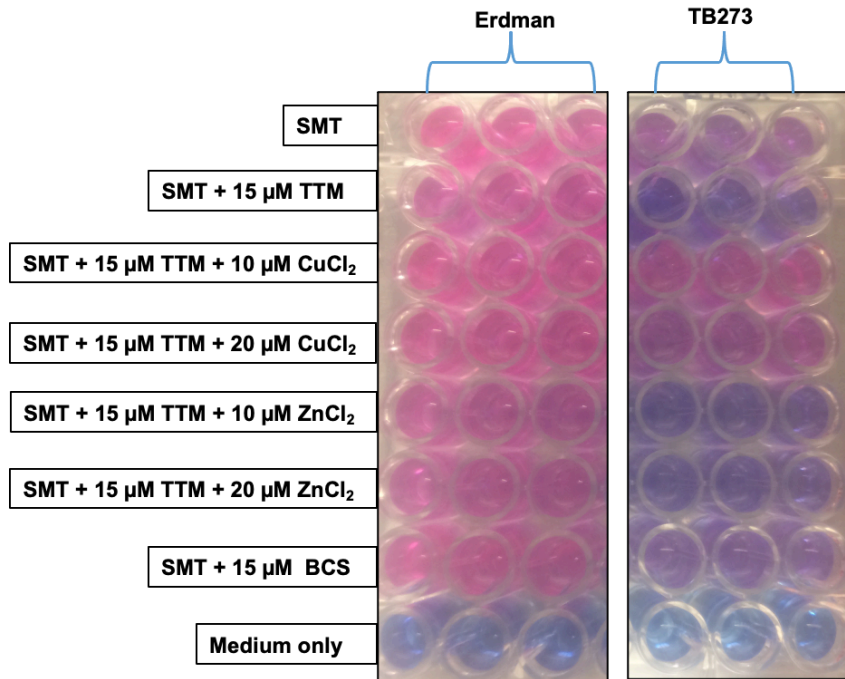 Erdman
TB273
SMT
SMT + 15 µM TTM
SMT + 15 µM TTM + 10 µM CuCl₂
SMT + 15 µM TTM + 20 µM CuCl₂
SMT + 15 µM TTM + 10 µM ZnCl₂
SMT + 15 µM TTM + 20 µM ZnCl₂
SMT + 15 µM BCS
Medium only